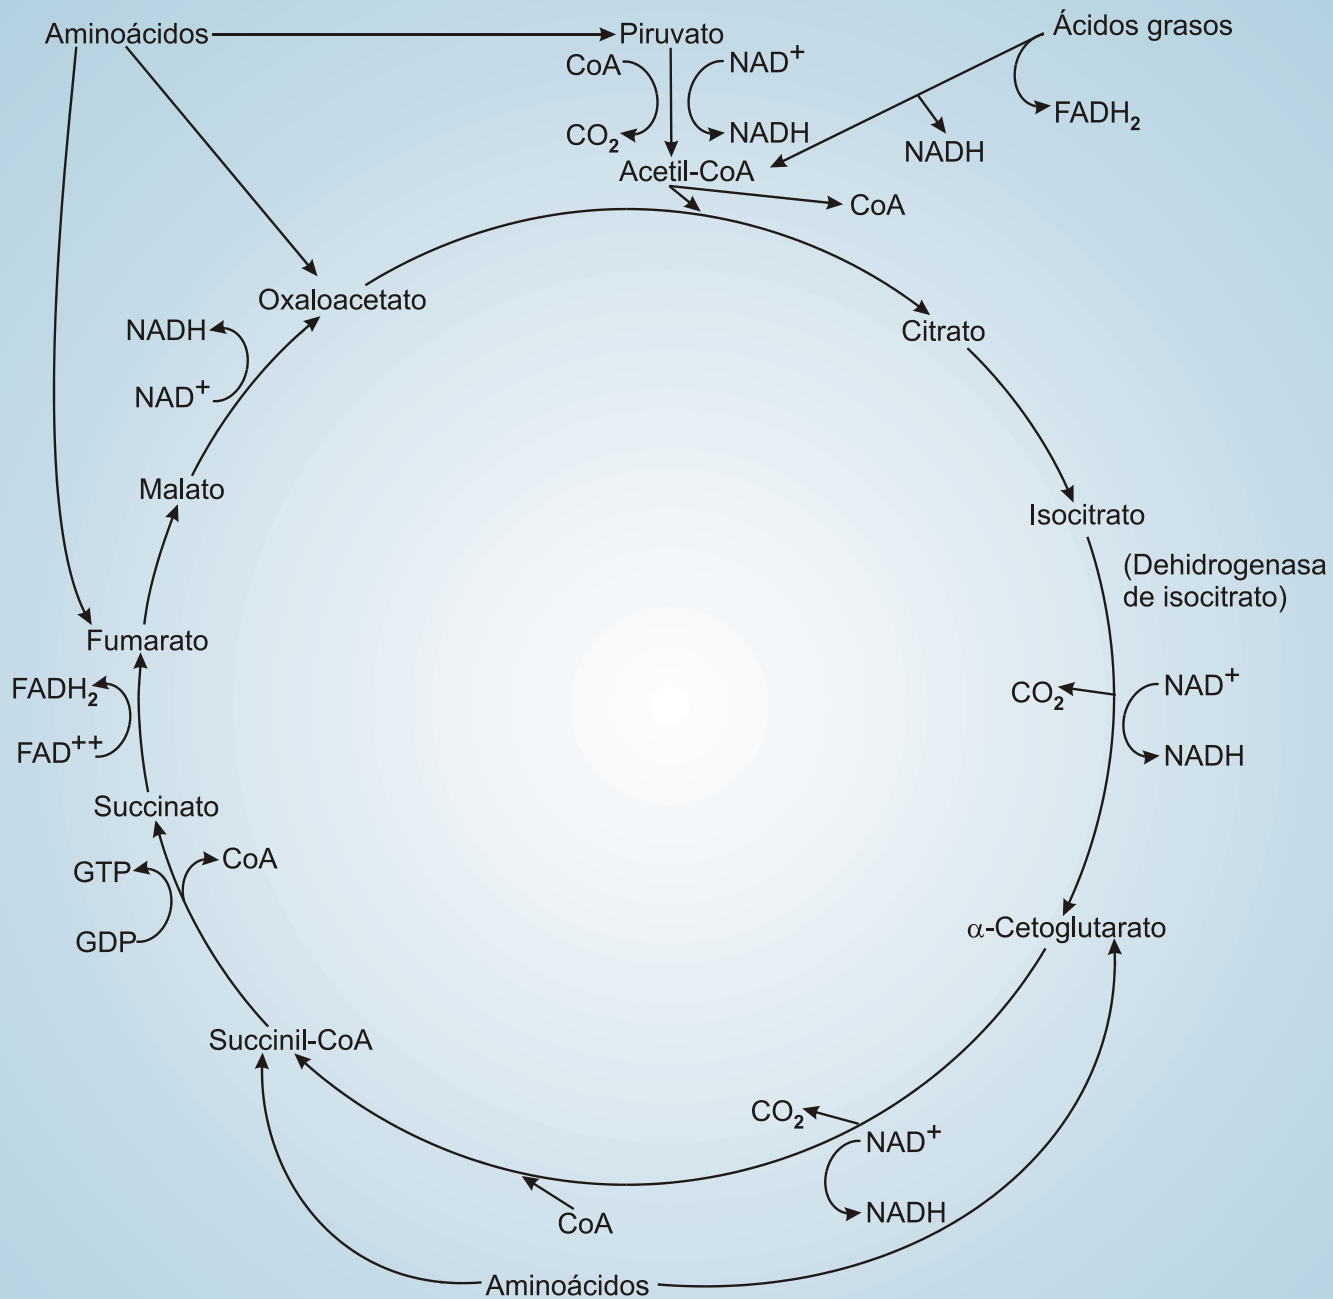 Aminoácidos
Piruvato
Ácidos grasos
CoA
NAD⁺
FADH₂
CO₂
NADH
NADH
Acetil-CoA
CoA
Oxaloacetato
Citrato
NADH
NAD⁺
Malato
Isocitrato
(Dehidrogenasa
de isocitrato)
Fumarato
FADH₂
CO₂
NAD⁺
FAD⁺⁺
NADH
Succinato
GTP
CoA
GDP
α-Cetoglutarato
Succinil-CoA
CO₂
NAD⁺
NADH
CoA
Aminoácidos